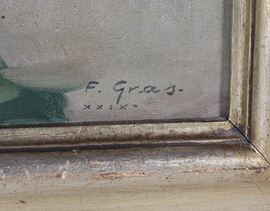 F. Gras.
XXIX-